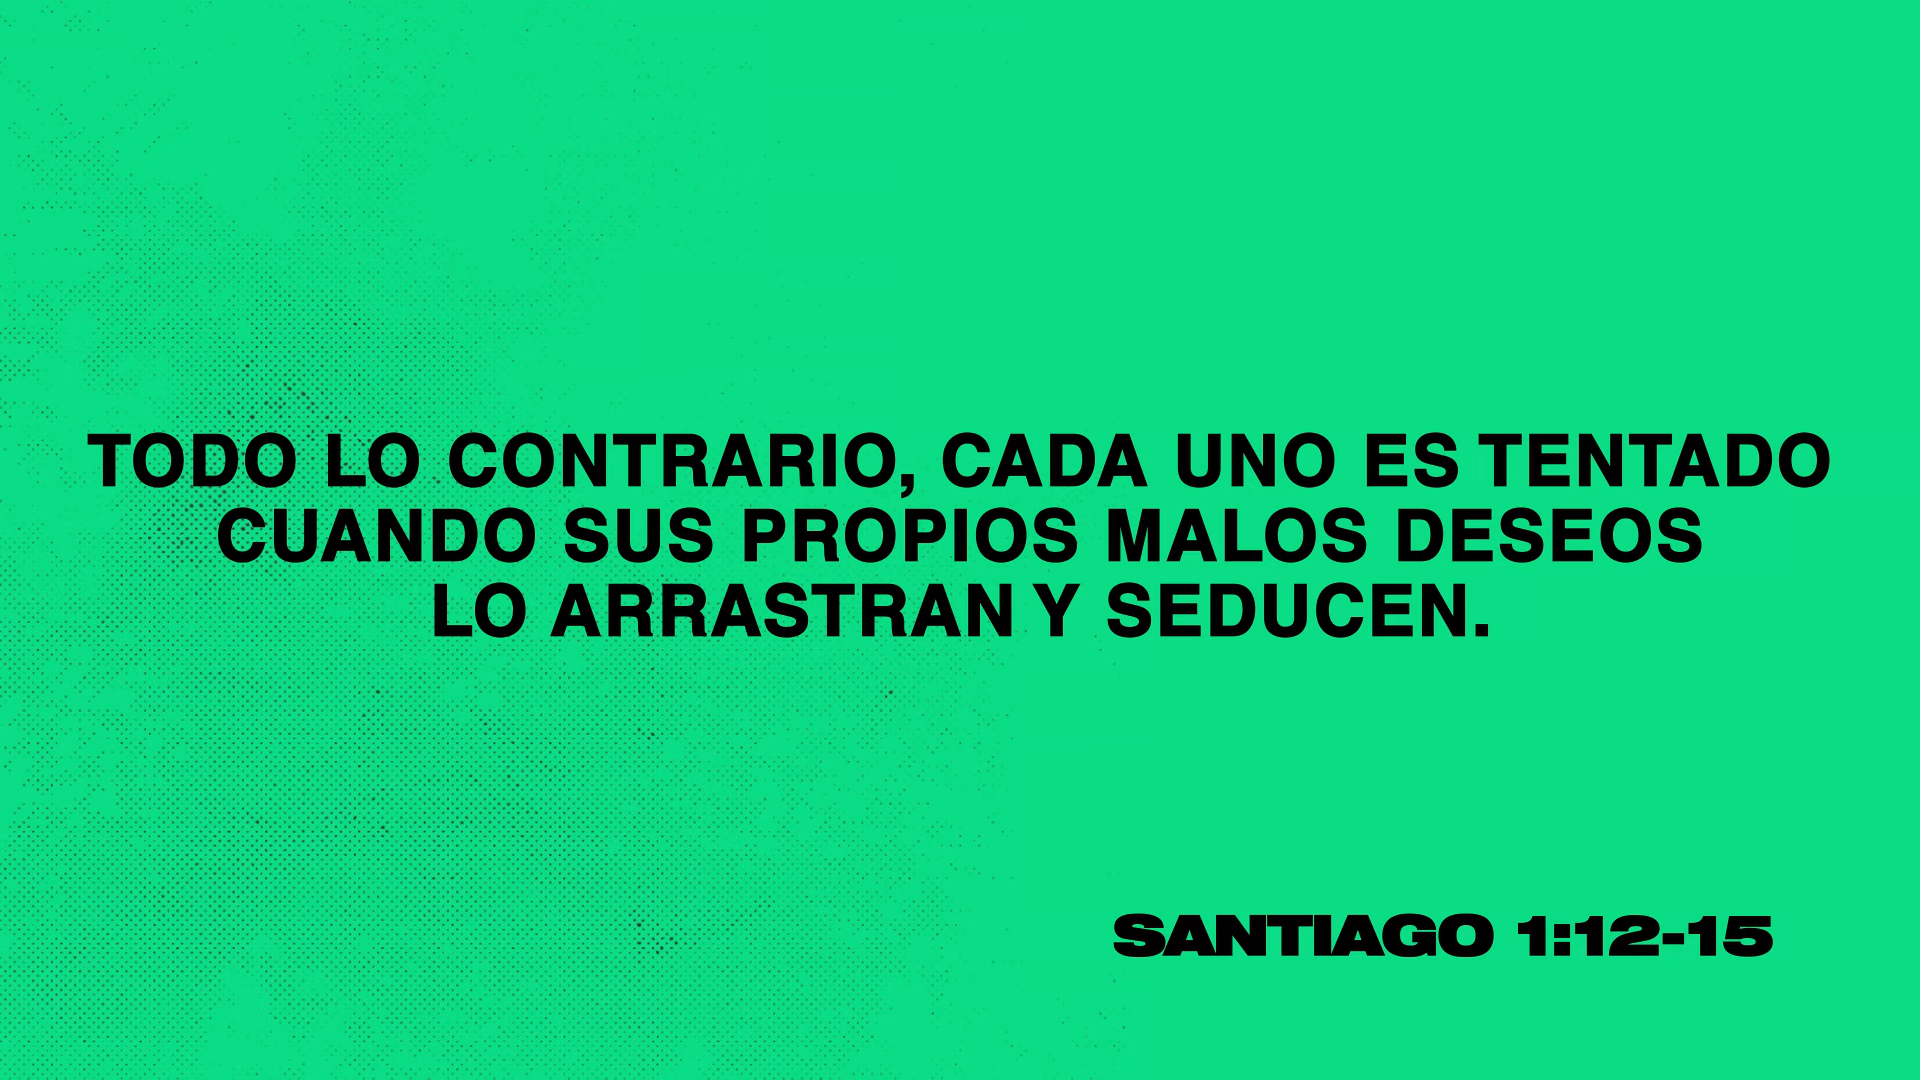 TODO LO CONTRARIO, CADA UNO ES TENTADO
CUANDO SUS PROPIOS MALOS DESEOS
LO ARRASTRAN Y SEDUCEN.
SANTIAGO 1:12-15